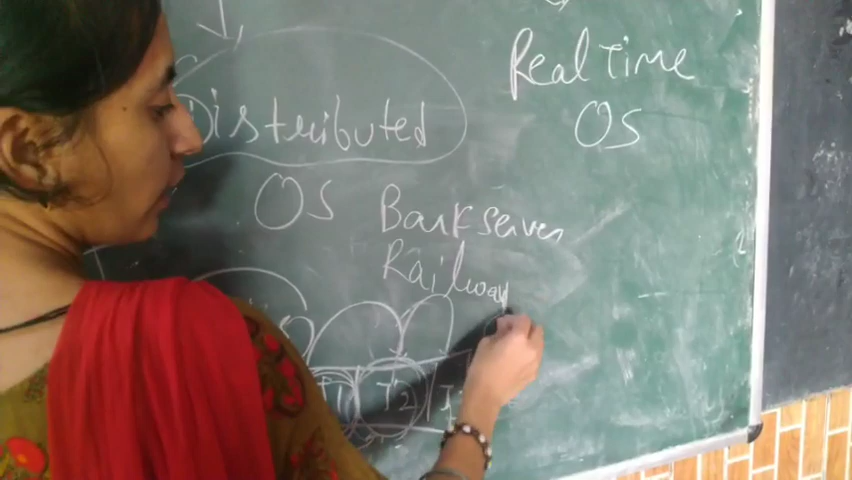 Distributed
OS
Real Time
OS
Bank server
Railway
T1 T2